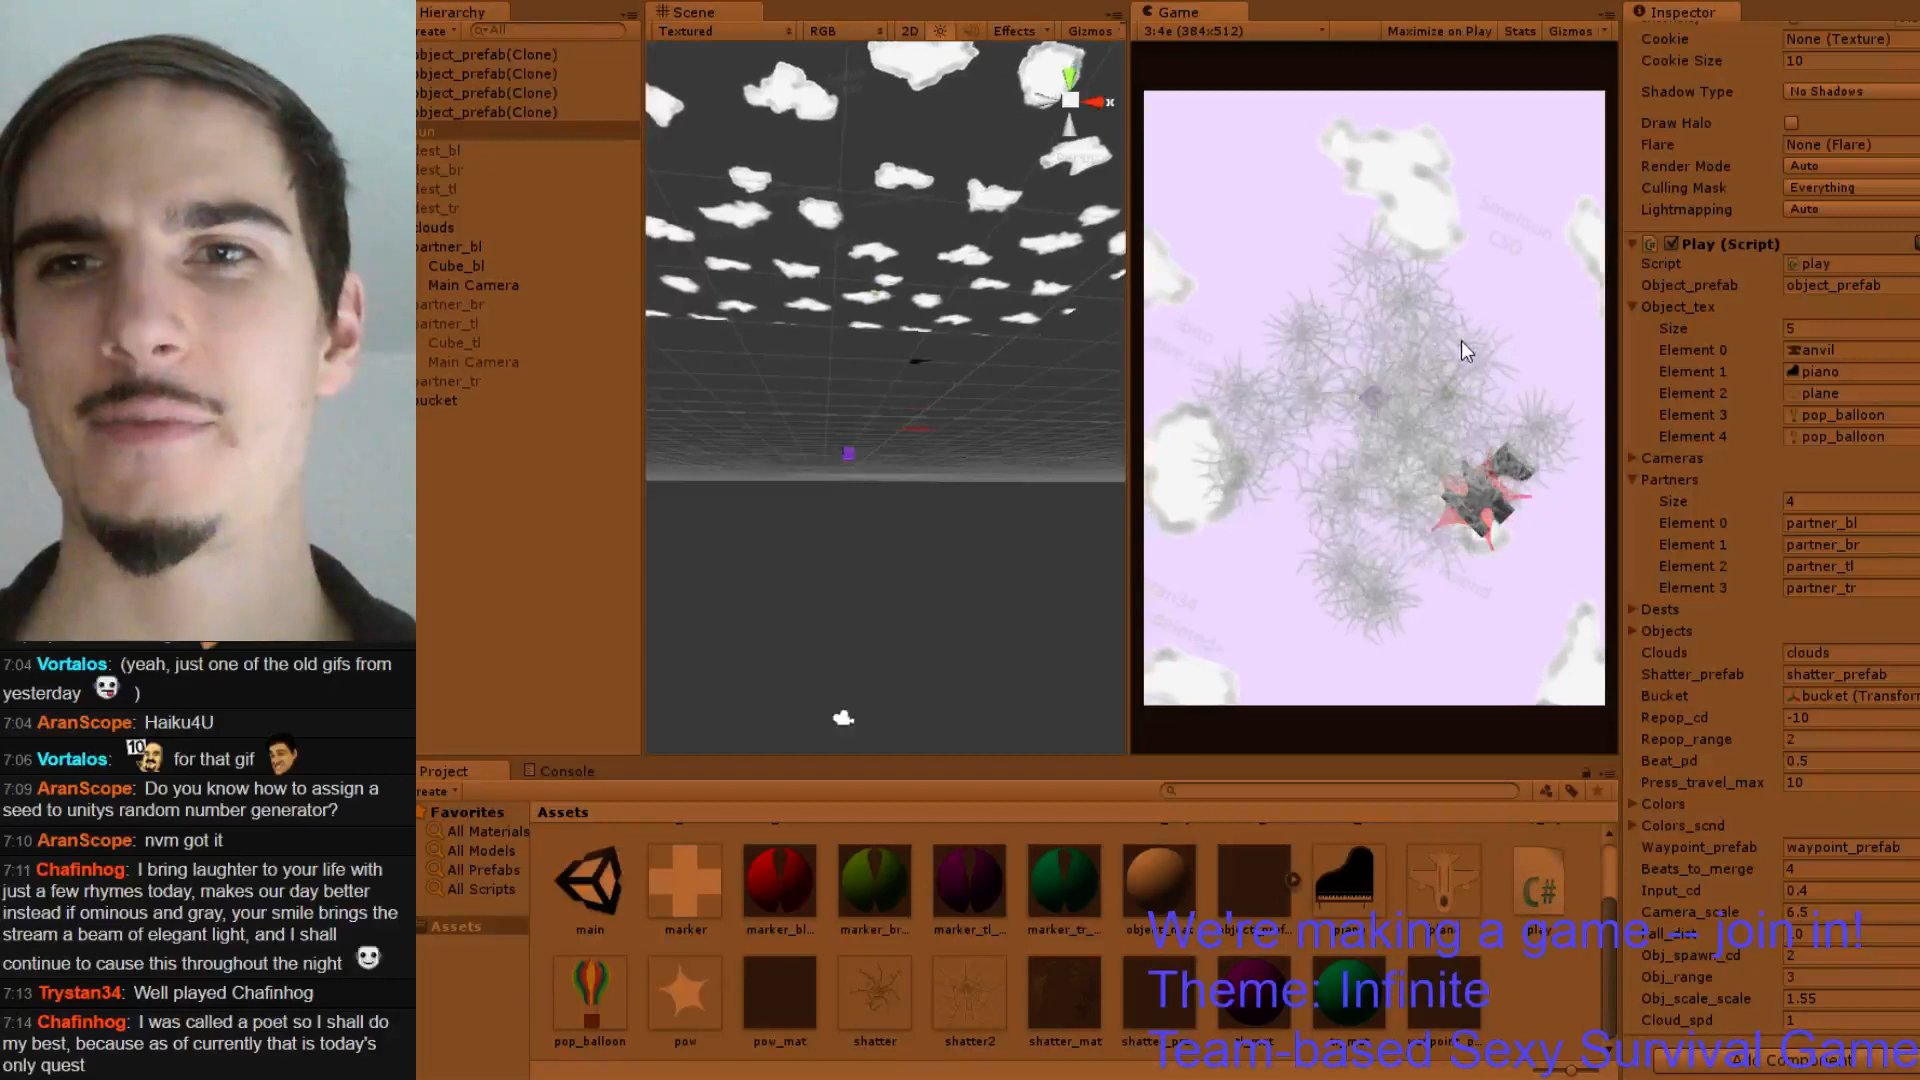 Hierarchy
reate
All
object_prefab(Clone)
object_prefab(Clone)
object_prefab(Clone)
object_prefab(Clone)
sun
dest_bl
dest_br
dest_tl
dest_tr
clouds
partner_bl
Cube_bl
Main Camera
partner_br
partner_tl
Cube_tl
Main Camera
partner_tr
bucket
Scene
Textured
RGB
2D
Effects
Gizmos
x
Game
3:4e (384x512)
Maximize on Play
Stats
Gizmos
Inspector
Cookie None (Texture)
Cookie Size 10
Shadow Type No Shadows
Draw Halo
Flare None (Flare)
Render Mode Auto
Culling Mask Everything
Lightmapping Auto
Play (Script)
Script play
Object_prefab object_prefab
Object_tex
Size 5
Element 0 anvil
Element 1 piano
Element 2 plane
Element 3 pop_balloon
Element 4 pop_balloon
Cameras
Partners
Size 4
Element 0 partner_bl
Element 1 partner_br
Element 2 partner_tl
Element 3 partner_tr
Dests
Objects
Clouds clouds
Shatter_prefab shatter_prefab
Bucket bucket (Transfor
Repop_cd -10
Repop_range 2
Beat_pd 0.5
Press_travel_max 10
Colors
Colors_scnd
Waypoint_prefab waypoint_prefab
Beats_to_merge 4
Input_cd 0.4
Camera_scale 6.5
Obj_spawn_cd 2
Obj_range 3
Obj_scale_scale 1.55
Cloud_spd 1
Add Component
7:04 Vortalos: (yeah, just one of the old gifs from
yesterday )
7:04 AranScope: Haiku4U
7:06 Vortalos: 10 for that gif
7:09 AranScope: Do you know how to assign a
seed to unitys random number generator?
7:10 AranScope: nvm got it
7:11 Chafinhog: I bring laughter to your life with
just a few rhymes today, makes our day better
instead if ominous and gray, your smile brings the
stream a beam of elegant light, and I shall
continue to cause this throughout the night
7:13 Trystan34: Well played Chafinhog
7:14 Chafinhog: I was called a poet so I shall do
my best, because as of currently that is today's
only quest
Project
Console
reate
Favorites
All Materials
All Models
All Prefabs
All Scripts
Assets
Assets
main
marker
marker_bl...
marker_br...
marker_tl_...
marker_tr_...
C#
pop_balloon
pow
pow_mat
shatter
shatter2
shatter_mat
We're making a game -- join in!
Theme: Infinite
Team-based Sexy Survival Game